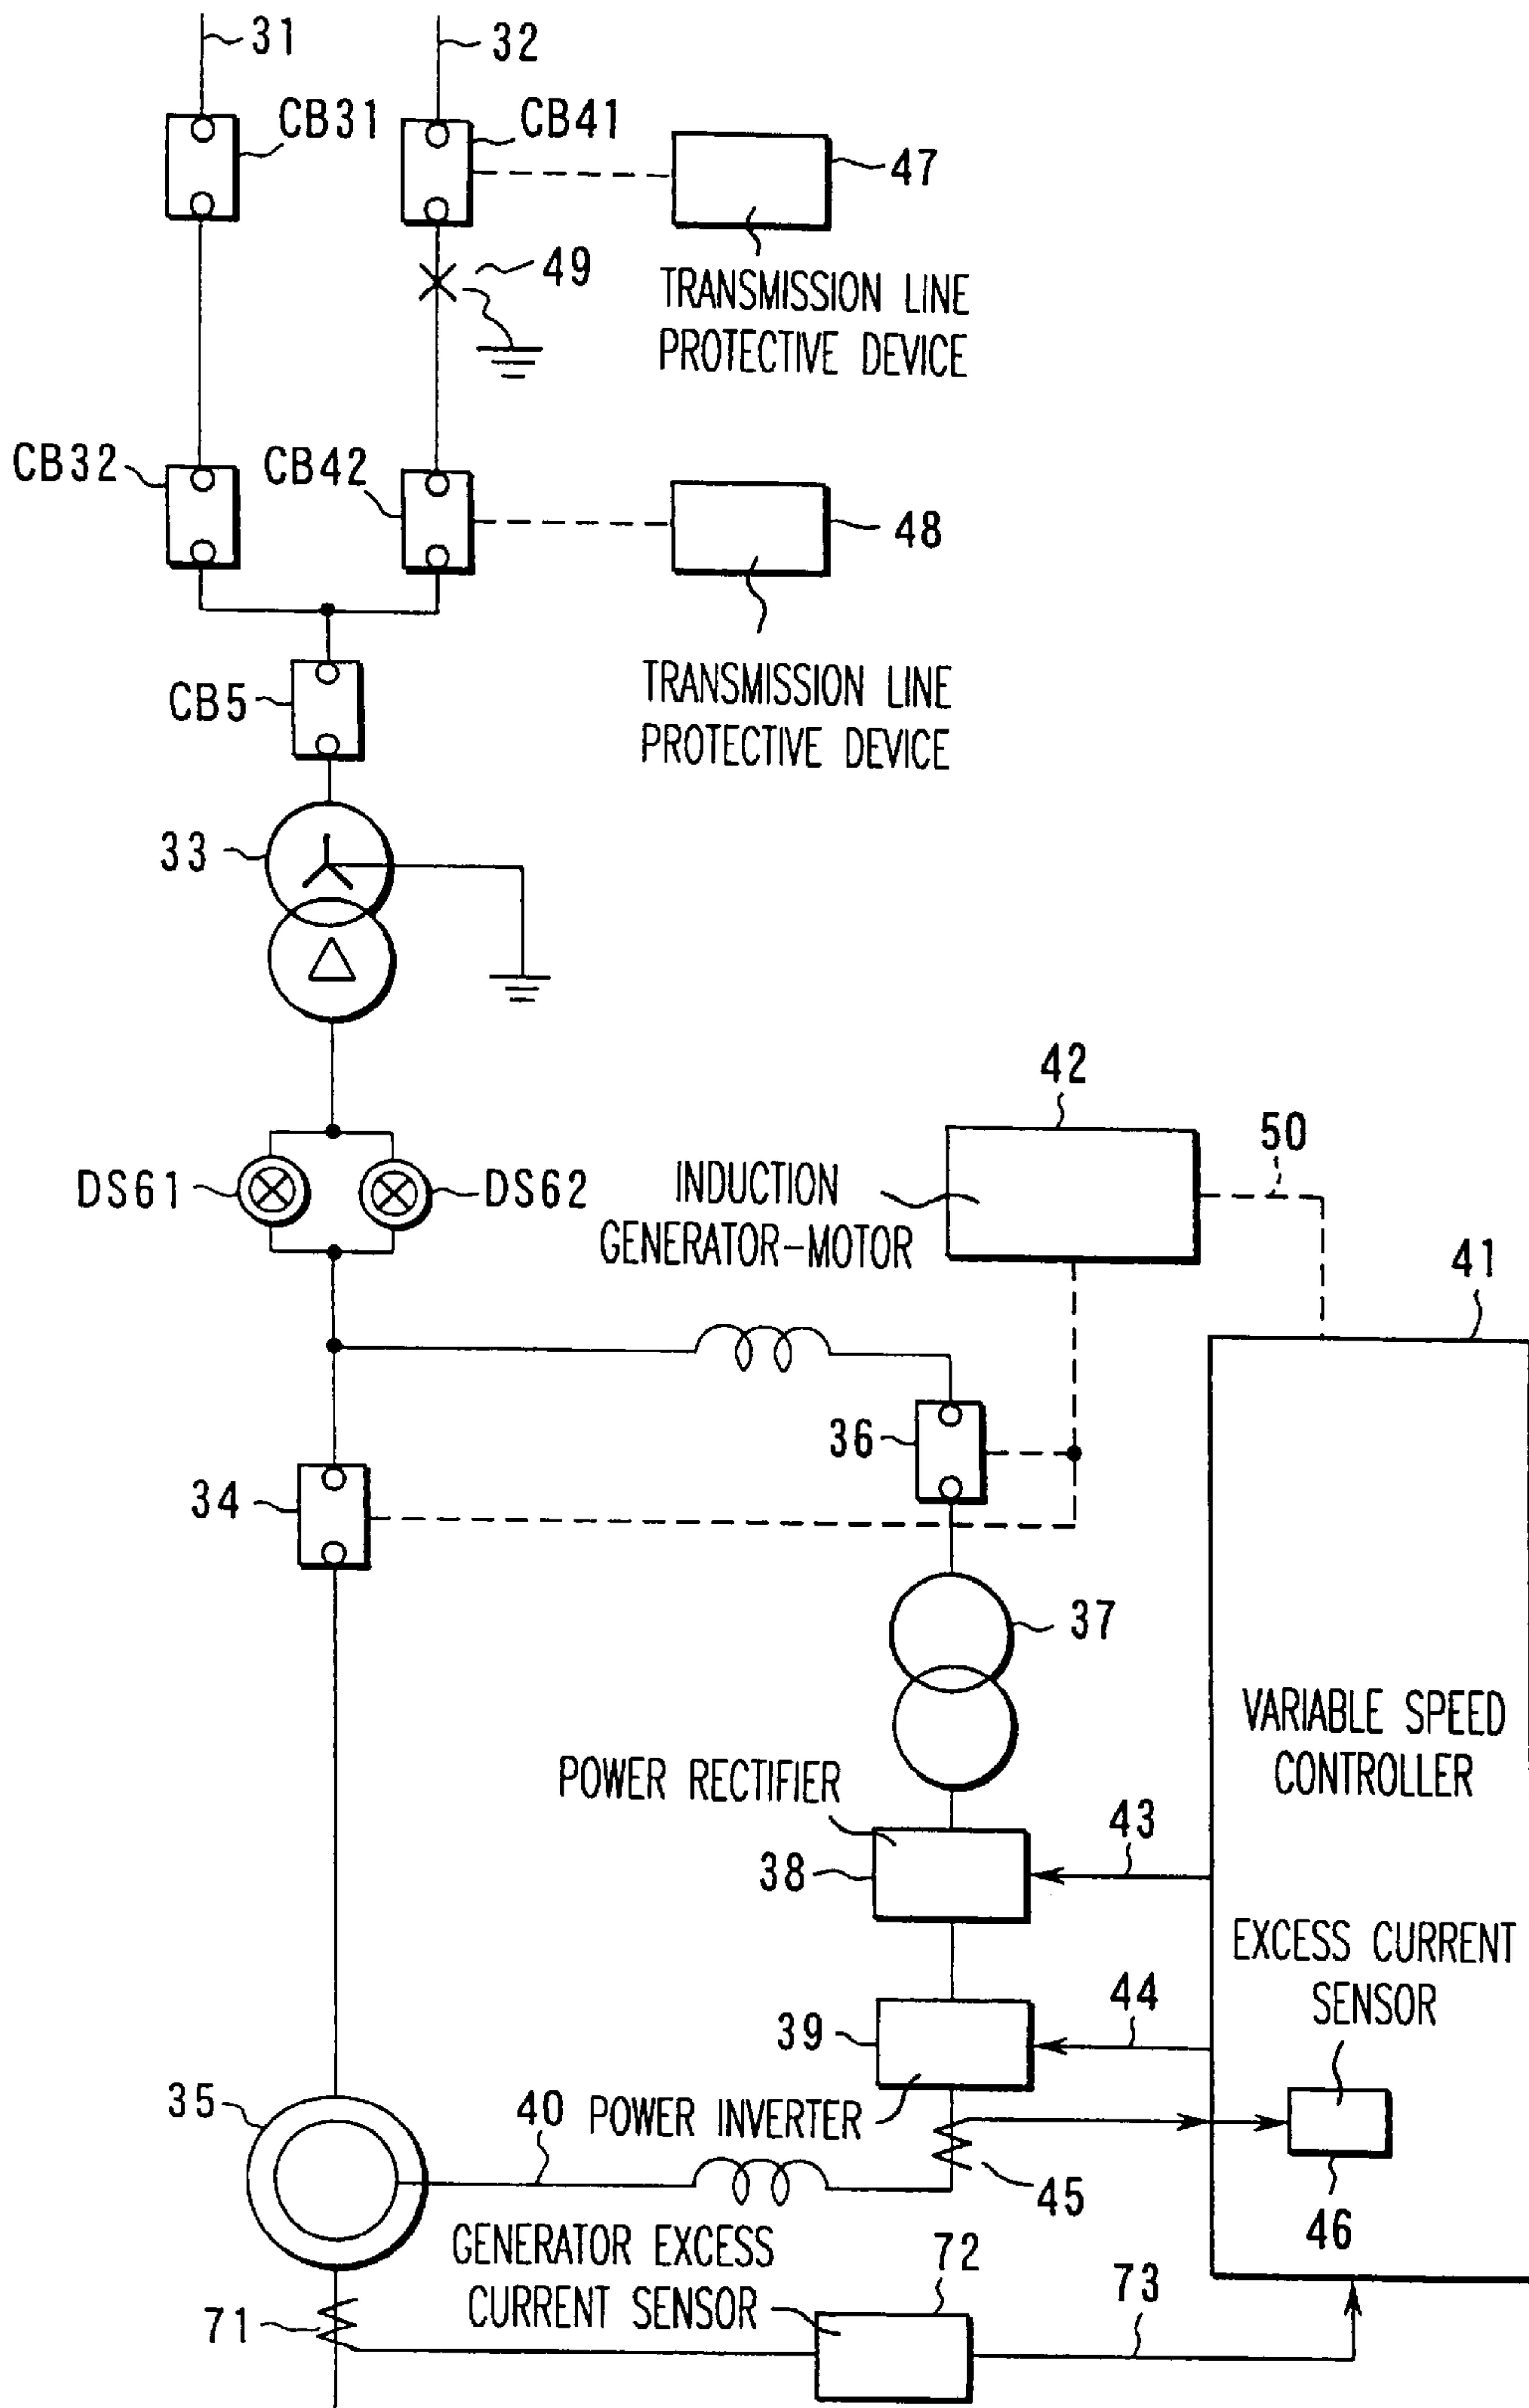 31
32
CB31
CB41
47
49
TRANSMISSION LINE
PROTECTIVE DEVICE
CB32
CB42
48
TRANSMISSION LINE
PROTECTIVE DEVICE
CB5
33
42
50
DS61
DS62
INDUCTION
GENERATOR-MOTOR
41
36
34
37
VARIABLE SPEED
CONTROLLER
POWER RECTIFIER
43
38
EXCESS CURRENT
SENSOR
44
39
35
40
POWER INVERTER
45
46
GENERATOR EXCESS
CURRENT SENSOR
72
73
71